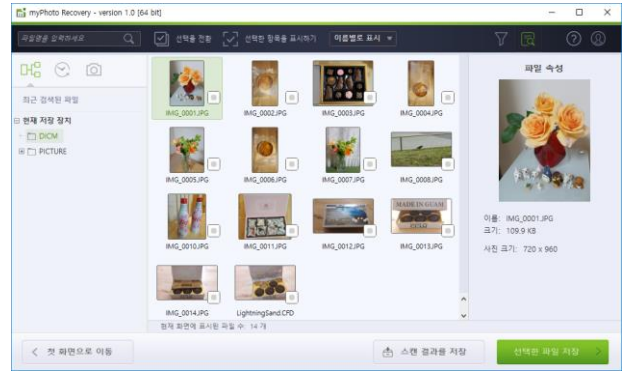 myPhoto Recovery - version 1.0 [64 bit]
파일명을 입력하세요
선택을 전환
선택한 항목을 표시하기
이름별로 표시
최근 검색된 파일
현재 저장 장치
DICM
PICTURE
IMG_0001.JPG
IMG_0002.JPG
IMG_0003.JPG
IMG_0004.JPG
IMG_0005.JPG
IMG_0006.JPG
IMG_0007.JPG
IMG_0008.JPG
MADE IN GUAM
IMG_0010.JPG
IMG_0011.JPG
IMG_0012.JPG
IMG_0013.JPG
IMG_0014.JPG
LightningSand.CFD
현재 화면에 표시된 파일 수: 14 개
파일 속성
이름: IMG_0001.JPG
크기: 109.9 KB
사진 크기: 720 x 960
첫 화면으로 이동
스캔 결과를 저장
선택한 파일 저장